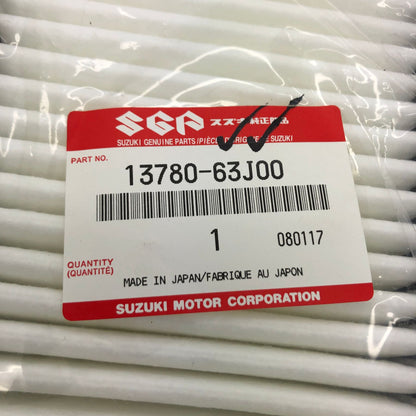 SGP スズキ純正部品
SUZUKI GENUINE PARTS/PIÈCE D'ORIGINE DE SUZUKI
PART NO.
13780-63J00
1 080117
QUANTITY
(QUANTITÉ)
MADE IN JAPAN/FABRIQUE AU JAPON
SUZUKI MOTOR CORPORATION